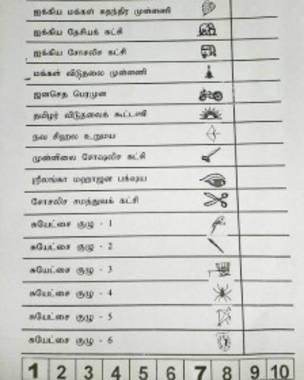 ஐக்கிய மக்கள் சுதந்திர முன்னணி
ஐக்கிய தேசியக் கட்சி
ஐக்கிய சோசலிச கட்சி
மக்கள் விடுதலை முன்னணி
ஜனசெத பெரமுன
தமிழர் விடுதலைக் கூட்டணி
நவ சிஹல உறுமய
முன்னிலை சோஷலிச கட்சி
ஸ்ரீலங்கா மஹாஜன பக்ஷய
சோசலிச சமத்துவக் கட்சி
சுயேட்சை குழு - 1
சுயேட்சை குழு - 2
சுயேட்சை குழு - 3
சுயேட்சை குழு - 4
சுயேட்சை குழு - 5
சுயேட்சை குழு - 6
1 2 3 4 5 6 7 8 9 10